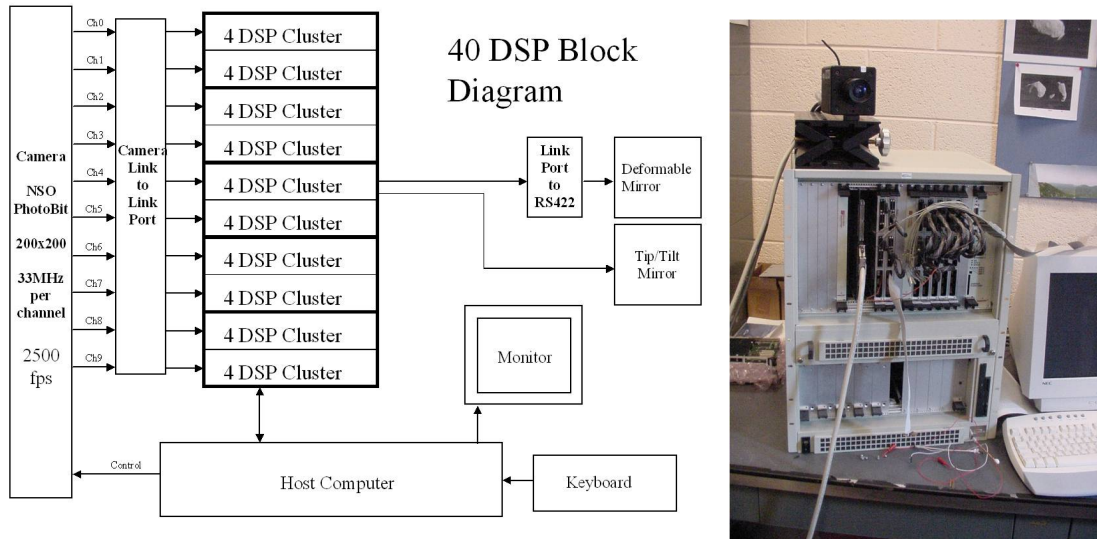 40 DSP Block
Diagram
Camera
NSO
PhotoBit
200x200
33MHz
per
channel
2500
fps
Ch0
Ch1
Ch2
Ch3
Ch4
Ch5
Ch6
Ch7
Ch8
Ch9
Camera
Link
to
Link
Port
4 DSP Cluster
4 DSP Cluster
4 DSP Cluster
4 DSP Cluster
4 DSP Cluster
4 DSP Cluster
4 DSP Cluster
4 DSP Cluster
4 DSP Cluster
4 DSP Cluster
Link
Port
to
RS422
Deformable
Mirror
Tip/Tilt
Mirror
Monitor
Control
Host Computer
Keyboard
NEC